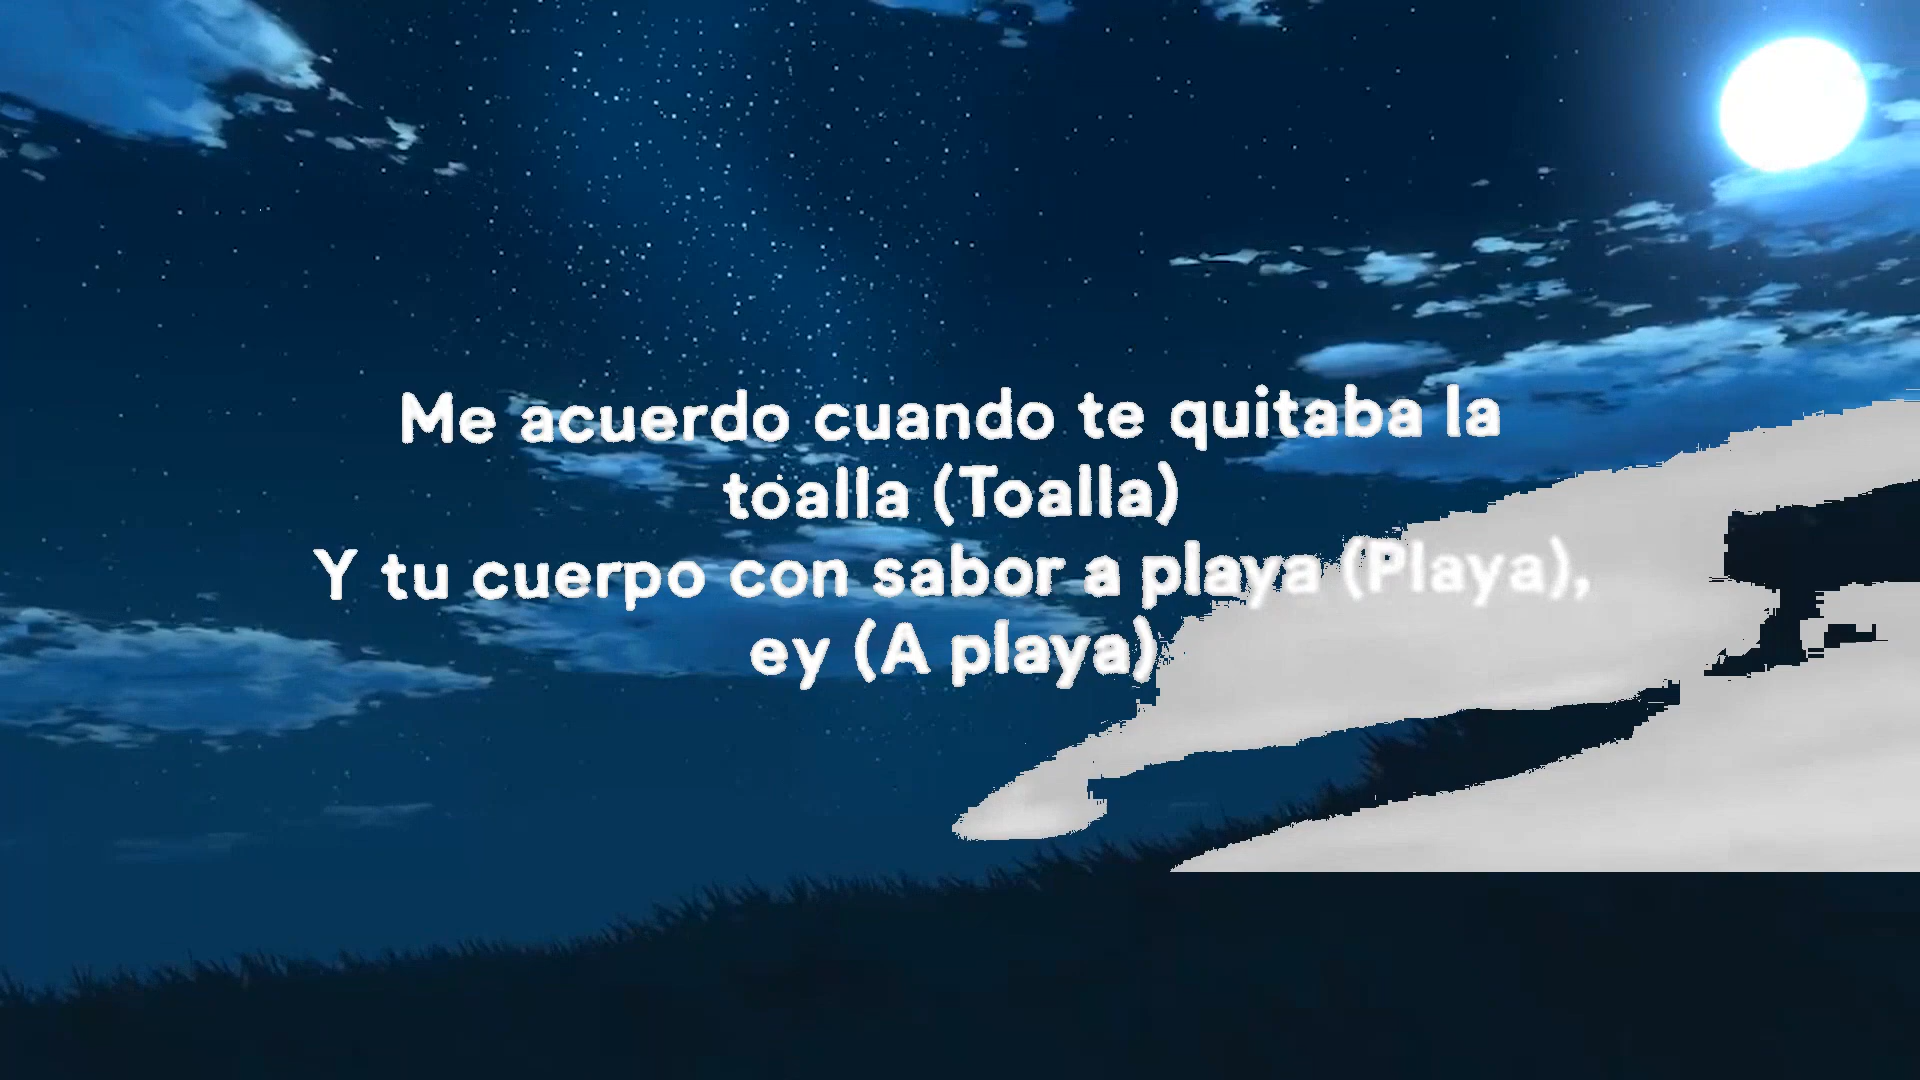 Me acuerdo cuando te quitaba la
toalla (Toalla)
Y tu cuerpo con sabor a playa (Playa),
ey (A playa)